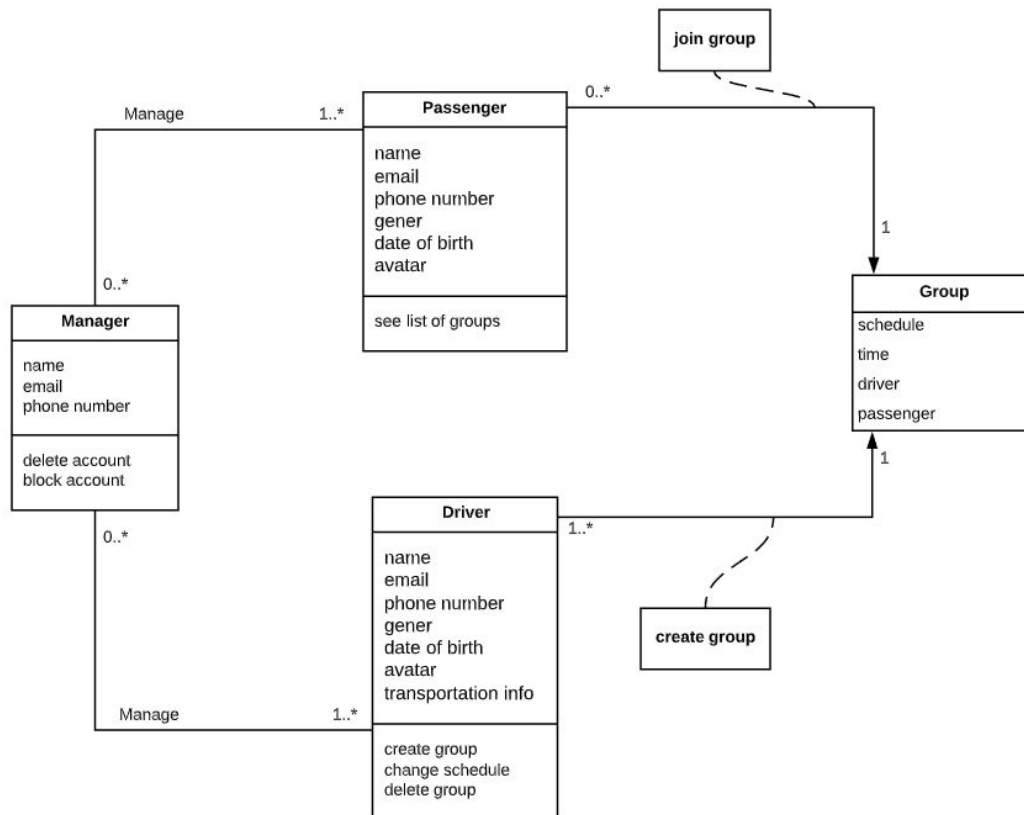 join group
Manage
1..*
Passenger
name
email
phone number
gener
date of birth
avatar
see list of groups
0..*
1
0..*
Manager
name
email
phone number
delete account
block account
0..*
Group
schedule
time
driver
passenger
1
Driver
name
email
phone number
gener
date of birth
avatar
transportation info
create group
change schedule
delete group
1..*
create group
Manage
1..*